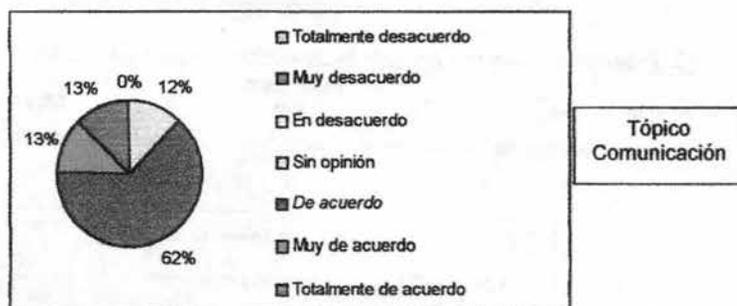 Totalmente desacuerdo
13% 0% 12%
Muy desacuerdo
13%
En desacuerdo
Tópico
Comunicación
Sin opinión
De acuerdo
62%
Muy de acuerdo
Totalmente de acuerdo